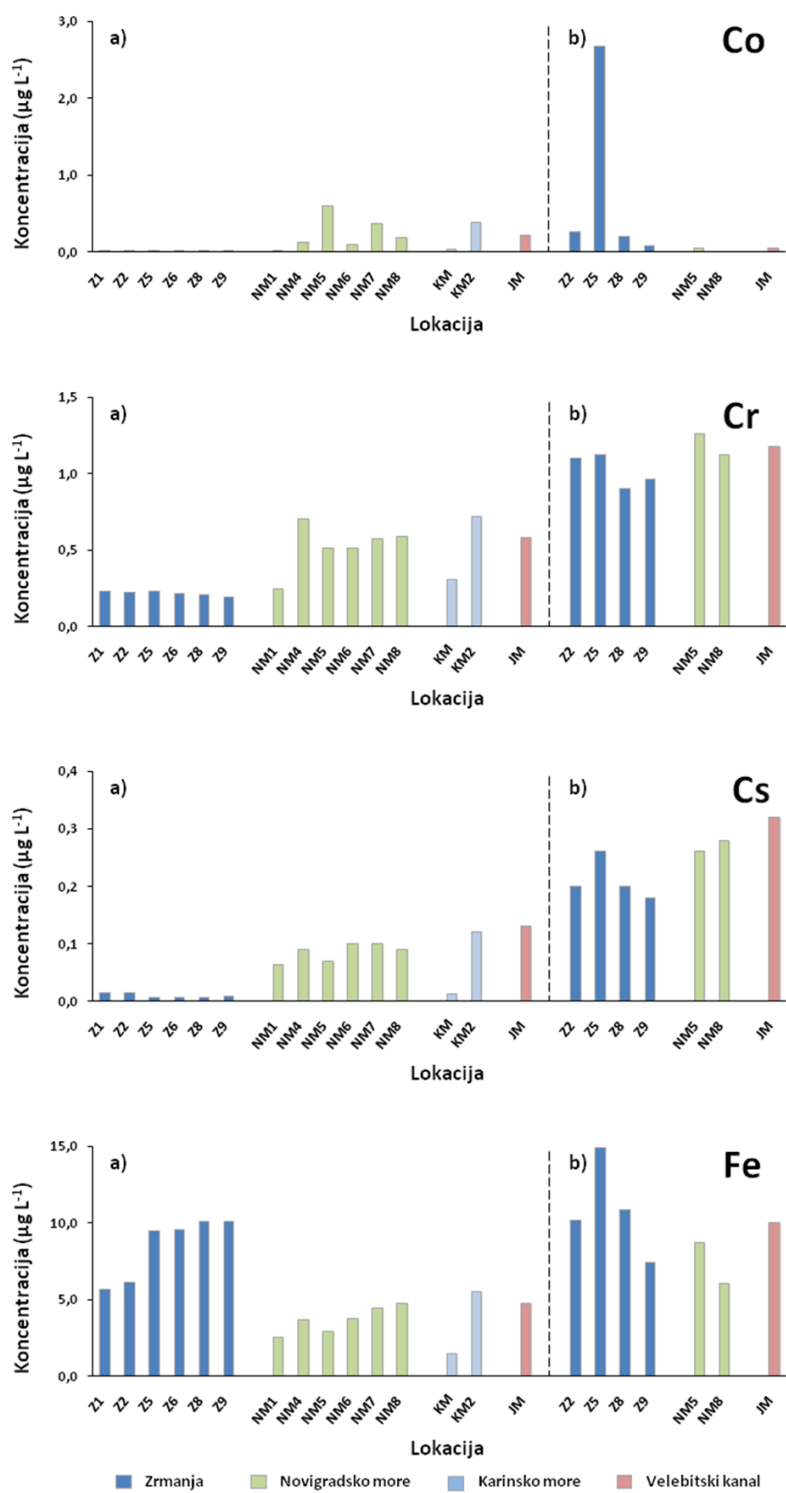 Co
a)
b)
Koncentracija (µg L⁻¹)
3,0
2,0
1,0
0,0
Z1 Z2 Z5 Z6 Z8 Z9 NM1 NM4 NM5 NM6 NM7 NM8 KM KM2 JM Z2 Z5 Z8 Z9 NM5 NM8 JM
Lokacija
Cr
a)
b)
Koncentracija (µg L⁻¹)
1,5
1,0
0,5
0,0
Z1 Z2 Z5 Z6 Z8 Z9 NM1 NM4 NM5 NM6 NM7 NM8 KM KM2 JM Z2 Z5 Z8 Z9 NM5 NM8 JM
Lokacija
Cs
a)
b)
Koncentracija (µg L⁻¹)
0,4
0,3
0,2
0,1
0,0
Z1 Z2 Z5 Z6 Z8 Z9 NM1 NM4 NM5 NM6 NM7 NM8 KM KM2 JM Z2 Z5 Z8 Z9 NM5 NM8 JM
Lokacija
Fe
a)
b)
Koncentracija (µg L⁻¹)
15,0
10,0
5,0
0,0
Z1 Z2 Z5 Z6 Z8 Z9 NM1 NM4 NM5 NM6 NM7 NM8 KM KM2 JM Z2 Z5 Z8 Z9 NM5 NM8 JM
Lokacija
Zrmanja Novigradsko more Karinsko more Velebitski kanal